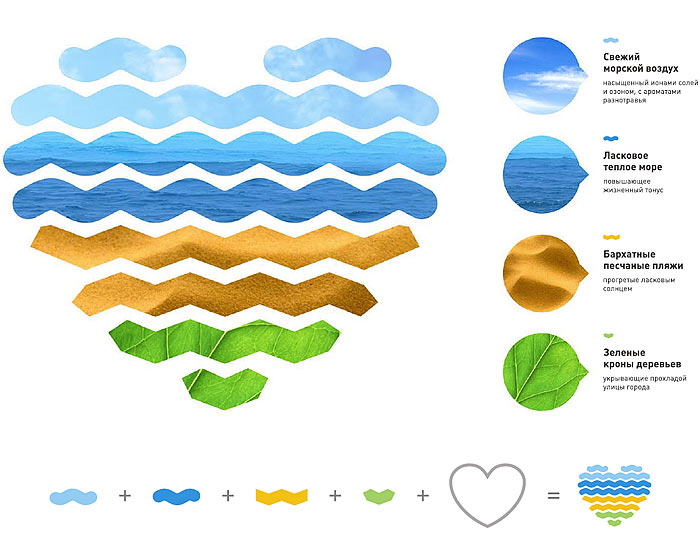 Свежий
морской воздух
насыщенный ионами солей
и озоном, с ароматами
разнотравья
Ласковое
теплое море
повышающее
жизненный тонус
Бархатные
песчаные пляжи
прогретые ласковым
солнцем
Зеленые
кроны деревьев
укрывающие прохладой
улицы города
+ + + + =